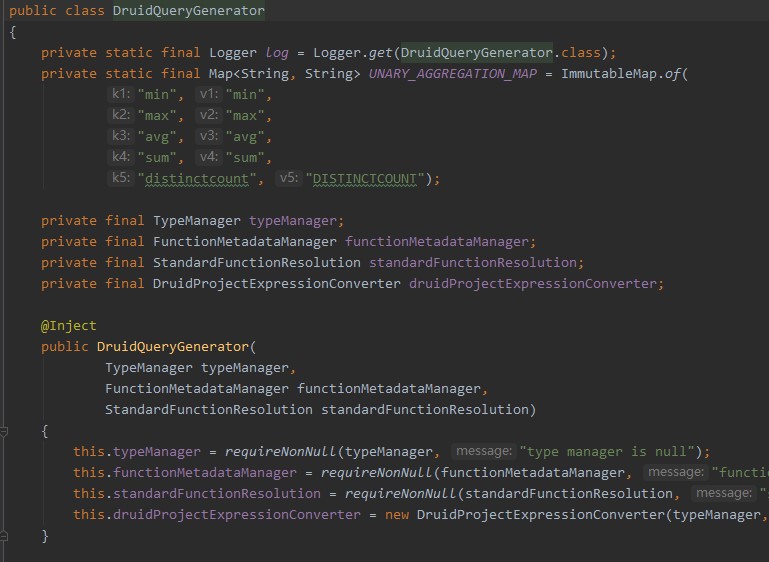 public class DruidQueryGenerator
{
private static final Logger log = Logger.get(DruidQueryGenerator.class);
private static final Map<String, String> UNARY_AGGREGATION_MAP = ImmutableMap.of(
k1: "min", v1: "min",
k2: "max", v2: "max",
k3: "avg", v3: "avg",
k4: "sum", v4: "sum",
k5: "distinctcount", v5: "DISTINCTCOUNT");
private final TypeManager typeManager;
private final FunctionMetadataManager functionMetadataManager;
private final StandardFunctionResolution standardFunctionResolution;
private final DruidProjectExpressionConverter druidProjectExpressionConverter;
@Inject
public DruidQueryGenerator(
TypeManager typeManager,
FunctionMetadataManager functionMetadataManager,
StandardFunctionResolution standardFunctionResolution)
{
this.typeManager = requireNonNull(typeManager, message: "type manager is null");
this.functionMetadataManager = requireNonNull(functionMetadataManager, message: "functi
this.standardFunctionResolution = requireNonNull(standardFunctionResolution, message: "
this.druidProjectExpressionConverter = new DruidProjectExpressionConverter(typeManager,
}